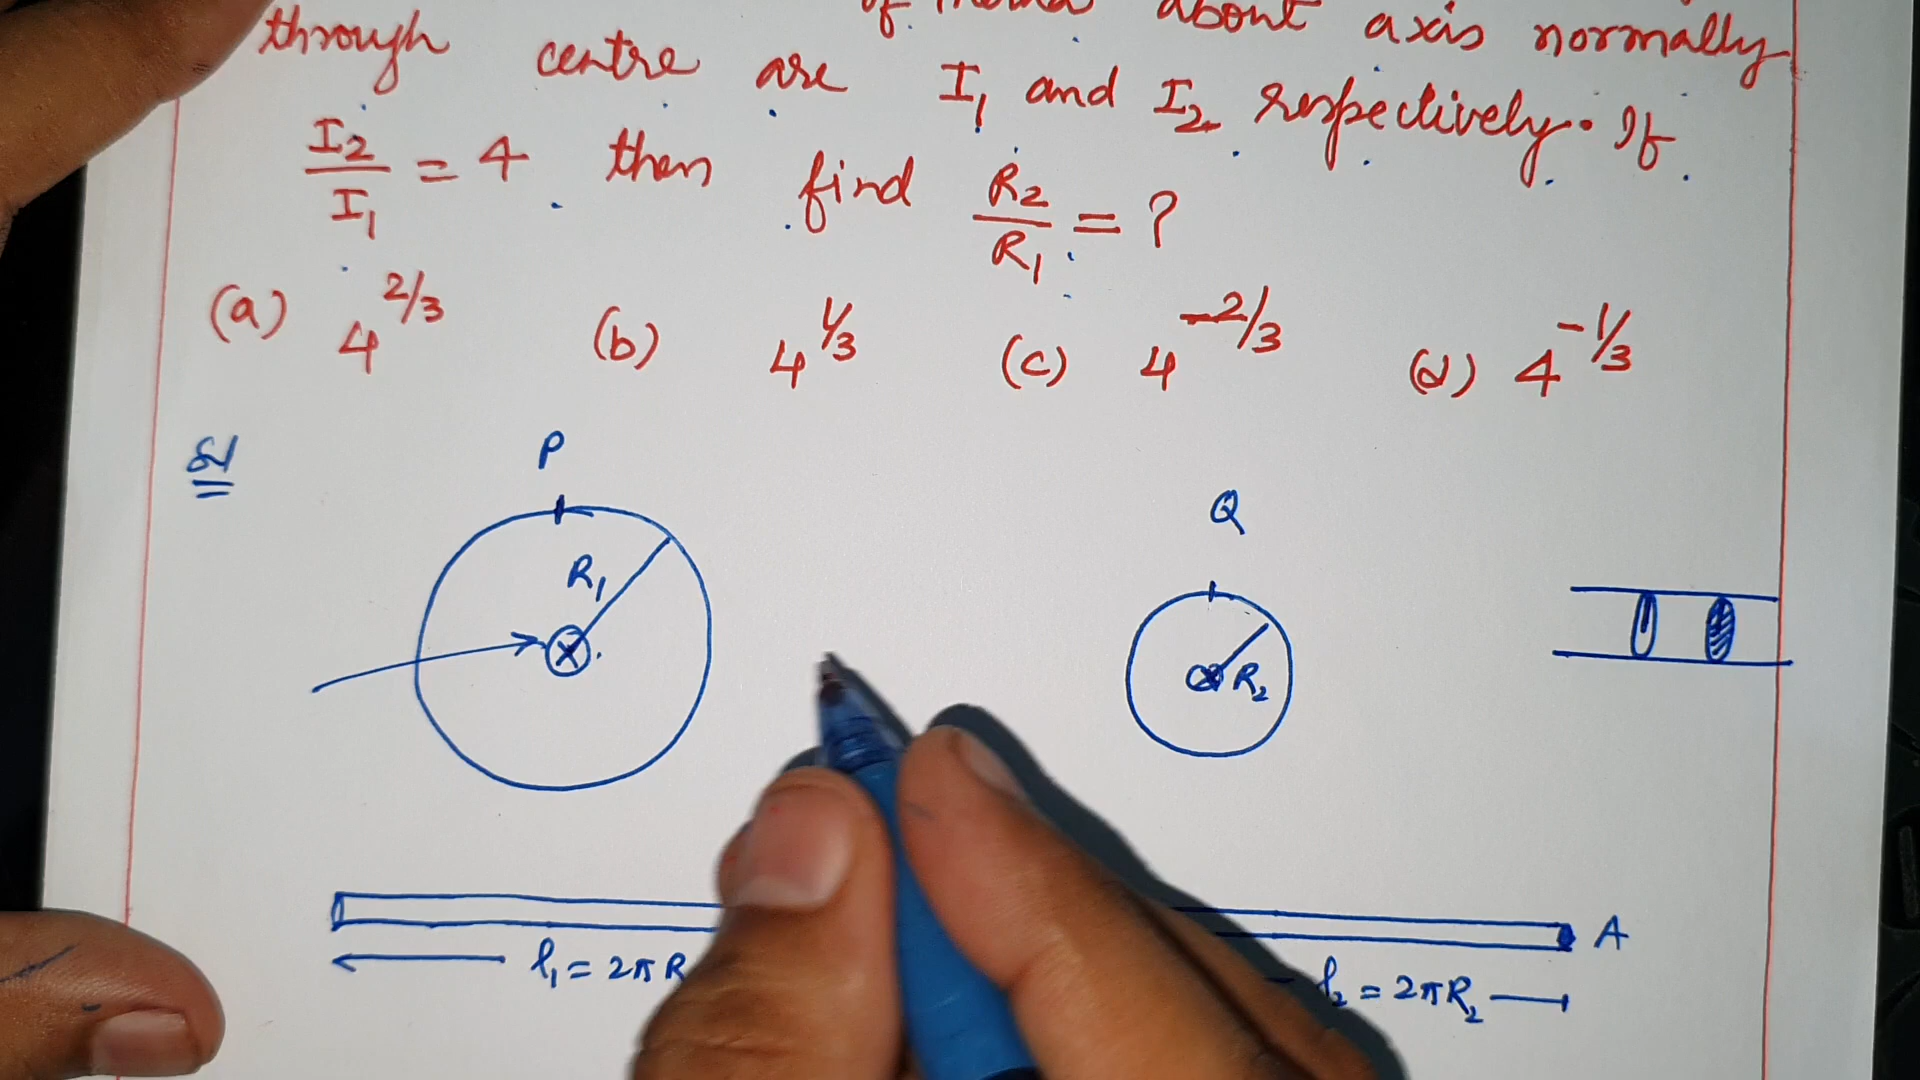 of about axis normally
through centre are I₁ and I₂ respectively. If
I₂/I₁ = 4 then find R₂/R₁ = ?
(a) 4^2/3 (b) 4^1/3 (c) 4^-2/3 (d) 4^-1/3
P
Q
R₁
R₂
A
l₁ = 2πR
l₂ = 2πR₂